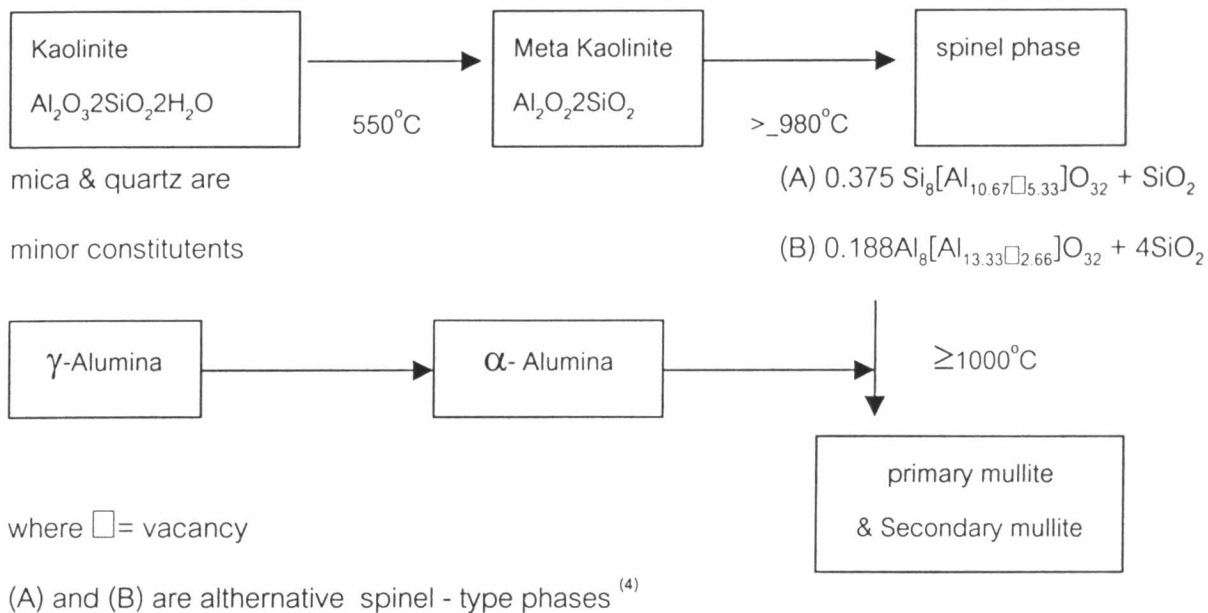 Kaolinite
Al₂O₃2SiO₂2H₂O
550°C
Meta Kaolinite
Al₂O₂2SiO₂
>_980°C
spinel phase
mica & quartz are
minor constitutents
(A) 0.375 Si₈[Al₁₀.₆₇□₅.₃₃]O₃₂ + SiO₂
(B) 0.188Al₈[Al₁₃.₃₃□₂.₆₆]O₃₂ + 4SiO₂
γ-Alumina
α- Alumina
≥1000°C
primary mullite
& Secondary mullite
where □= vacancy
(A) and (B) are althernative spinel - type phases ⁽⁴⁾